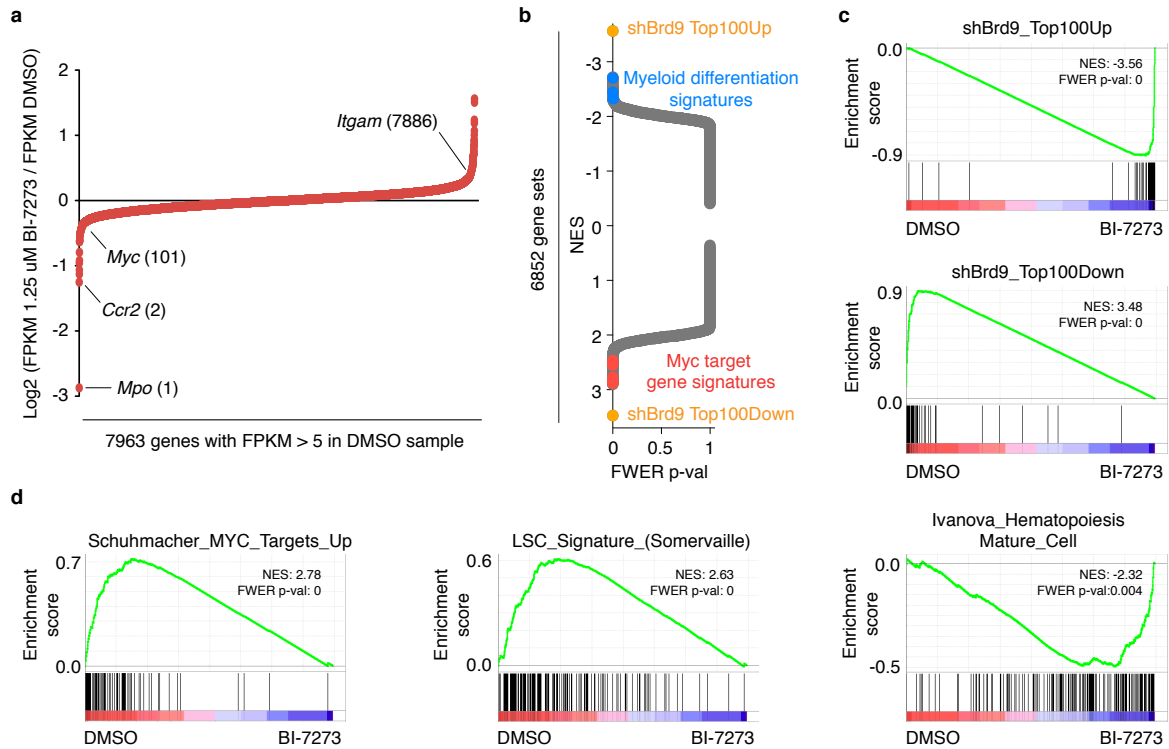 a
Log2 (FPKM 1.25 uM BI-7273 / FPKM DMSO)
2
1
0
-1
-2
-3
Itgam (7886)
Myc (101)
Ccr2 (2)
Mpo (1)
7963 genes with FPKM > 5 in DMSO sample
b
6852 gene sets
NES
-3
-2
-1
0
1
2
3
shBrd9 Top100Up
Myeloid differentiation
signatures
Myc target
gene signatures
shBrd9 Top100Down
0
0.5
1
FWER p-val
c
shBrd9_Top100Up
Enrichment
score
0.0
-0.9
NES: -3.56
FWER p-val: 0
DMSO
BI-7273
shBrd9_Top100Down
Enrichment
score
0.9
0.0
NES: 3.48
FWER p-val: 0
DMSO
BI-7273
d
Schuhmacher_MYC_Targets_Up
Enrichment
score
0.7
0.0
NES: 2.78
FWER p-val: 0
DMSO
BI-7273
LSC_Signature_(Somervaille)
Enrichment
score
0.6
0.0
NES: 2.63
FWER p-val: 0
DMSO
BI-7273
Ivanova_Hematopoiesis
Mature_Cell
Enrichment
score
0.0
-0.5
NES: -2.32
FWER p-val:0.004
DMSO
BI-7273